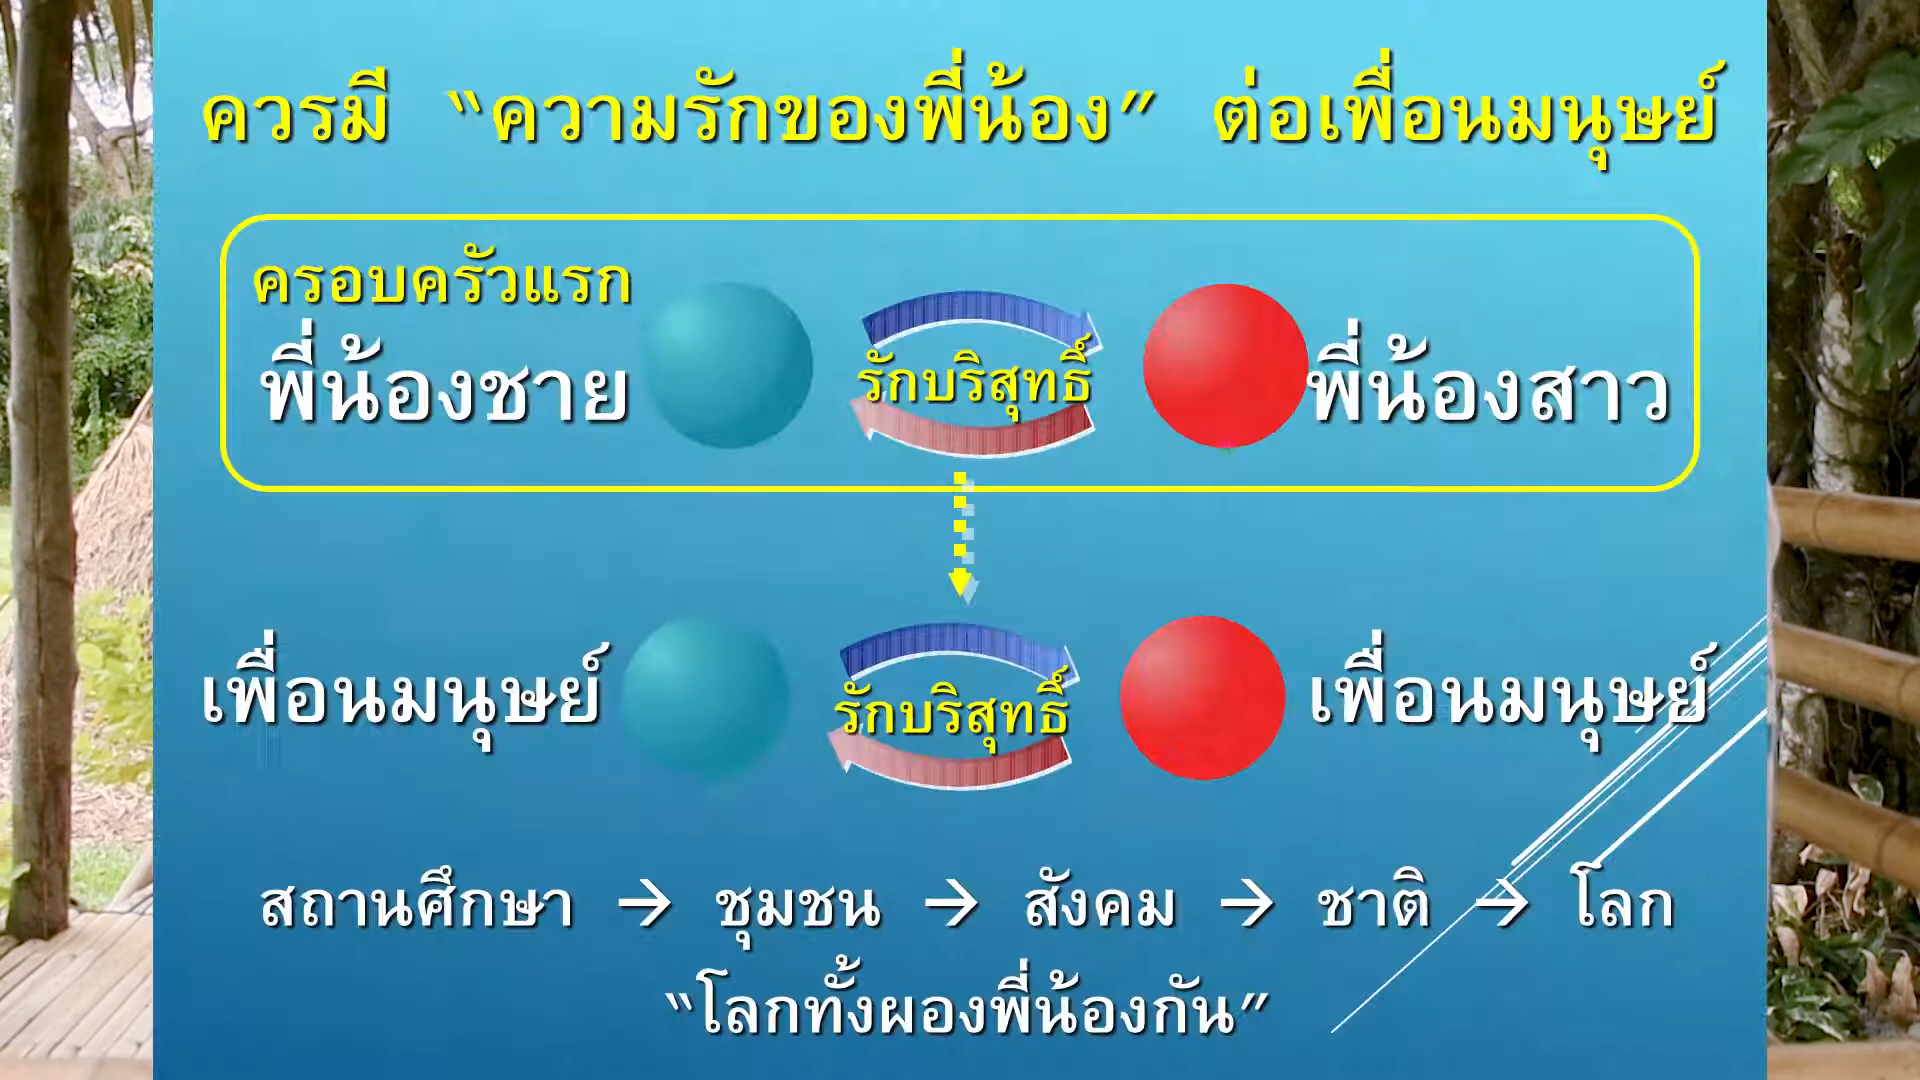 ควรมี “ความรักของพี่น้อง” ต่อเพื่อนมนุษย์
ครอบครัวแรก
พี่น้องชาย
รักบริสุทธิ์
พี่น้องสาว
เพื่อนมนุษย์
รักบริสุทธิ์
เพื่อนมนุษย์
สถานศึกษา → ชุมชน → สังคม → ชาติ → โลก
“โลกทั้งผองพี่น้องกัน”